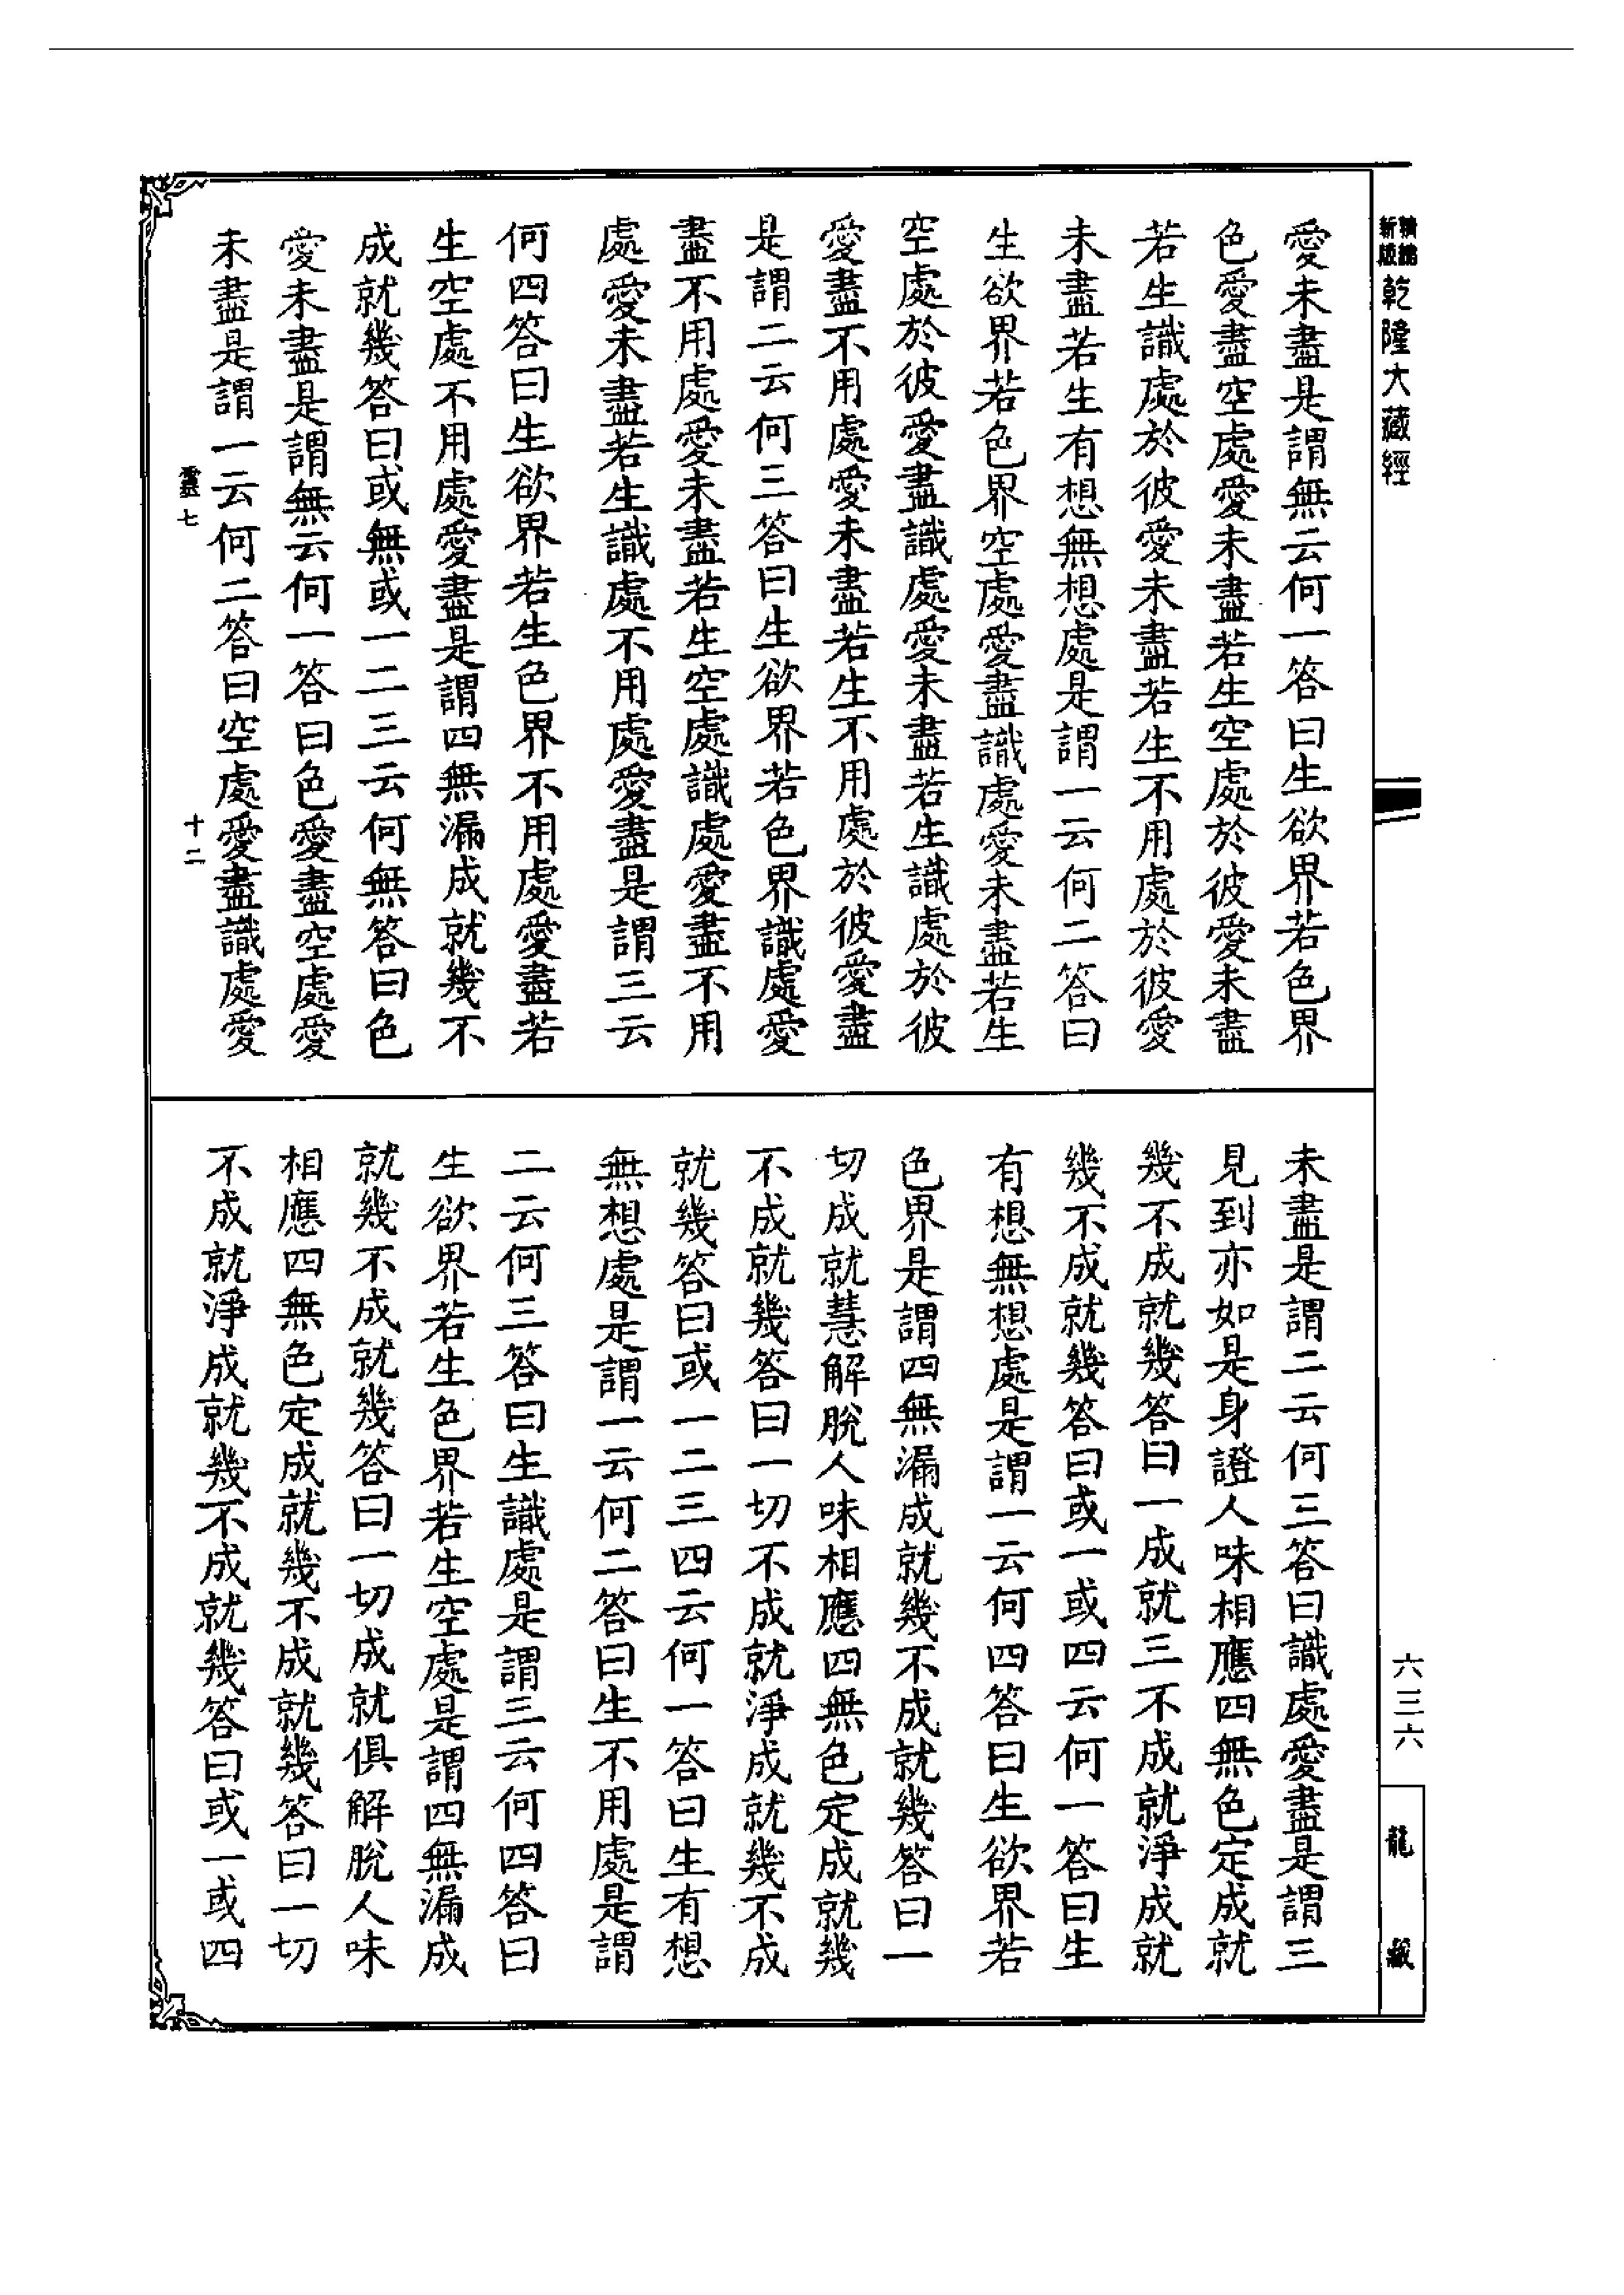 新版精編乾隆大藏經
愛未盡是謂無云何一答曰生欲界若色界
色愛盡空處愛未盡若生空處於彼愛未盡
若生識處於彼愛未盡若生不用處於彼愛
未盡若生有想無想處是謂一云何二答曰
生欲界若色界空處愛盡識處愛未盡若生
空處於彼愛盡識處愛未盡若生識處於彼
愛盡不用處愛未盡若生不用處於彼愛盡
是謂二云何三答曰生欲界若色界識處愛
盡不用處愛未盡若生空處識處愛盡不用
處愛未盡若生識處不用處愛盡是謂三云
何四答曰生欲界若生色界不用處愛盡若
生空處不用處愛盡是謂四無漏成就幾不
成就幾答曰或無或一二三云何無答曰色
愛未盡是謂無云何一答曰色愛盡空處愛
未盡是謂一云何二答曰空處愛盡識處愛
七
十二
未盡是謂二云何三答曰識處愛盡是謂三
見到亦如是身證人味相應四無色定成就
幾不成就幾答曰一成就三不成就淨成就
幾不成就幾答曰或一或四云何一答曰生
有想無想處是謂一云何四答曰生欲界若
色界是謂四無漏成就幾不成就幾答曰一
切成就慧解脫人味相應四無色定成就幾
不成就幾答曰一切不成就淨成就幾不成
就幾答曰或一二三四云何一答曰生有想
無想處是謂一云何二答曰生不用處是謂
二云何三答曰生識處是謂三云何四答曰
生欲界若生色界若生空處是謂四無漏成
就幾不成就幾答曰一切成就俱解脫人味
相應四無色定成就幾不成就幾答曰一切
不成就淨成就幾不成就幾答曰或一或四
六三六
龍藏